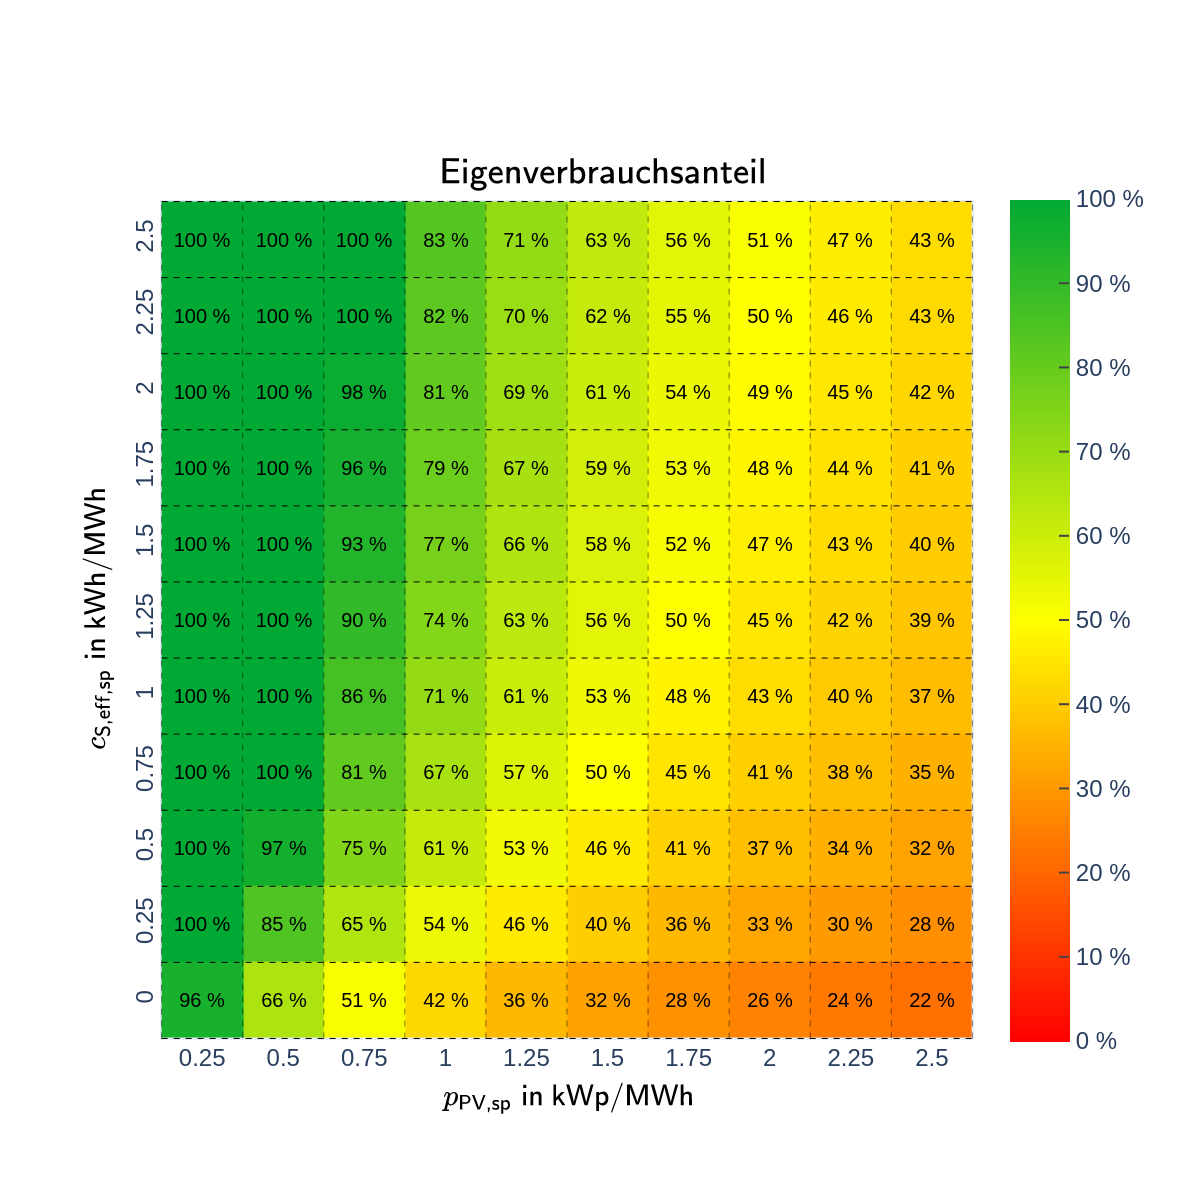 Eigenverbrauchsanteil
2.5 100 % 100 % 100 % 83 % 71 % 63 % 56 % 51 % 47 % 43 %
2.25 100 % 100 % 100 % 82 % 70 % 62 % 55 % 50 % 46 % 43 %
2 100 % 100 % 98 % 81 % 69 % 61 % 54 % 49 % 45 % 42 %
1.75 100 % 100 % 96 % 79 % 67 % 59 % 53 % 48 % 44 % 41 %
1.5 100 % 100 % 93 % 77 % 66 % 58 % 52 % 47 % 43 % 40 %
1.25 100 % 100 % 90 % 74 % 63 % 56 % 50 % 45 % 42 % 39 %
1 100 % 100 % 86 % 71 % 61 % 53 % 48 % 43 % 40 % 37 %
0.75 100 % 100 % 81 % 67 % 57 % 50 % 45 % 41 % 38 % 35 %
0.5 100 % 97 % 75 % 61 % 53 % 46 % 41 % 37 % 34 % 32 %
0.25 100 % 85 % 65 % 54 % 46 % 40 % 36 % 33 % 30 % 28 %
0 96 % 66 % 51 % 42 % 36 % 32 % 28 % 26 % 24 % 22 %
0.25 0.5 0.75 1 1.25 1.5 1.75 2 2.25 2.5
p PV,sp in kWp/MWh
c S,eff,sp in kWh/MWh
100 %
90 %
80 %
70 %
60 %
50 %
40 %
30 %
20 %
10 %
0 %